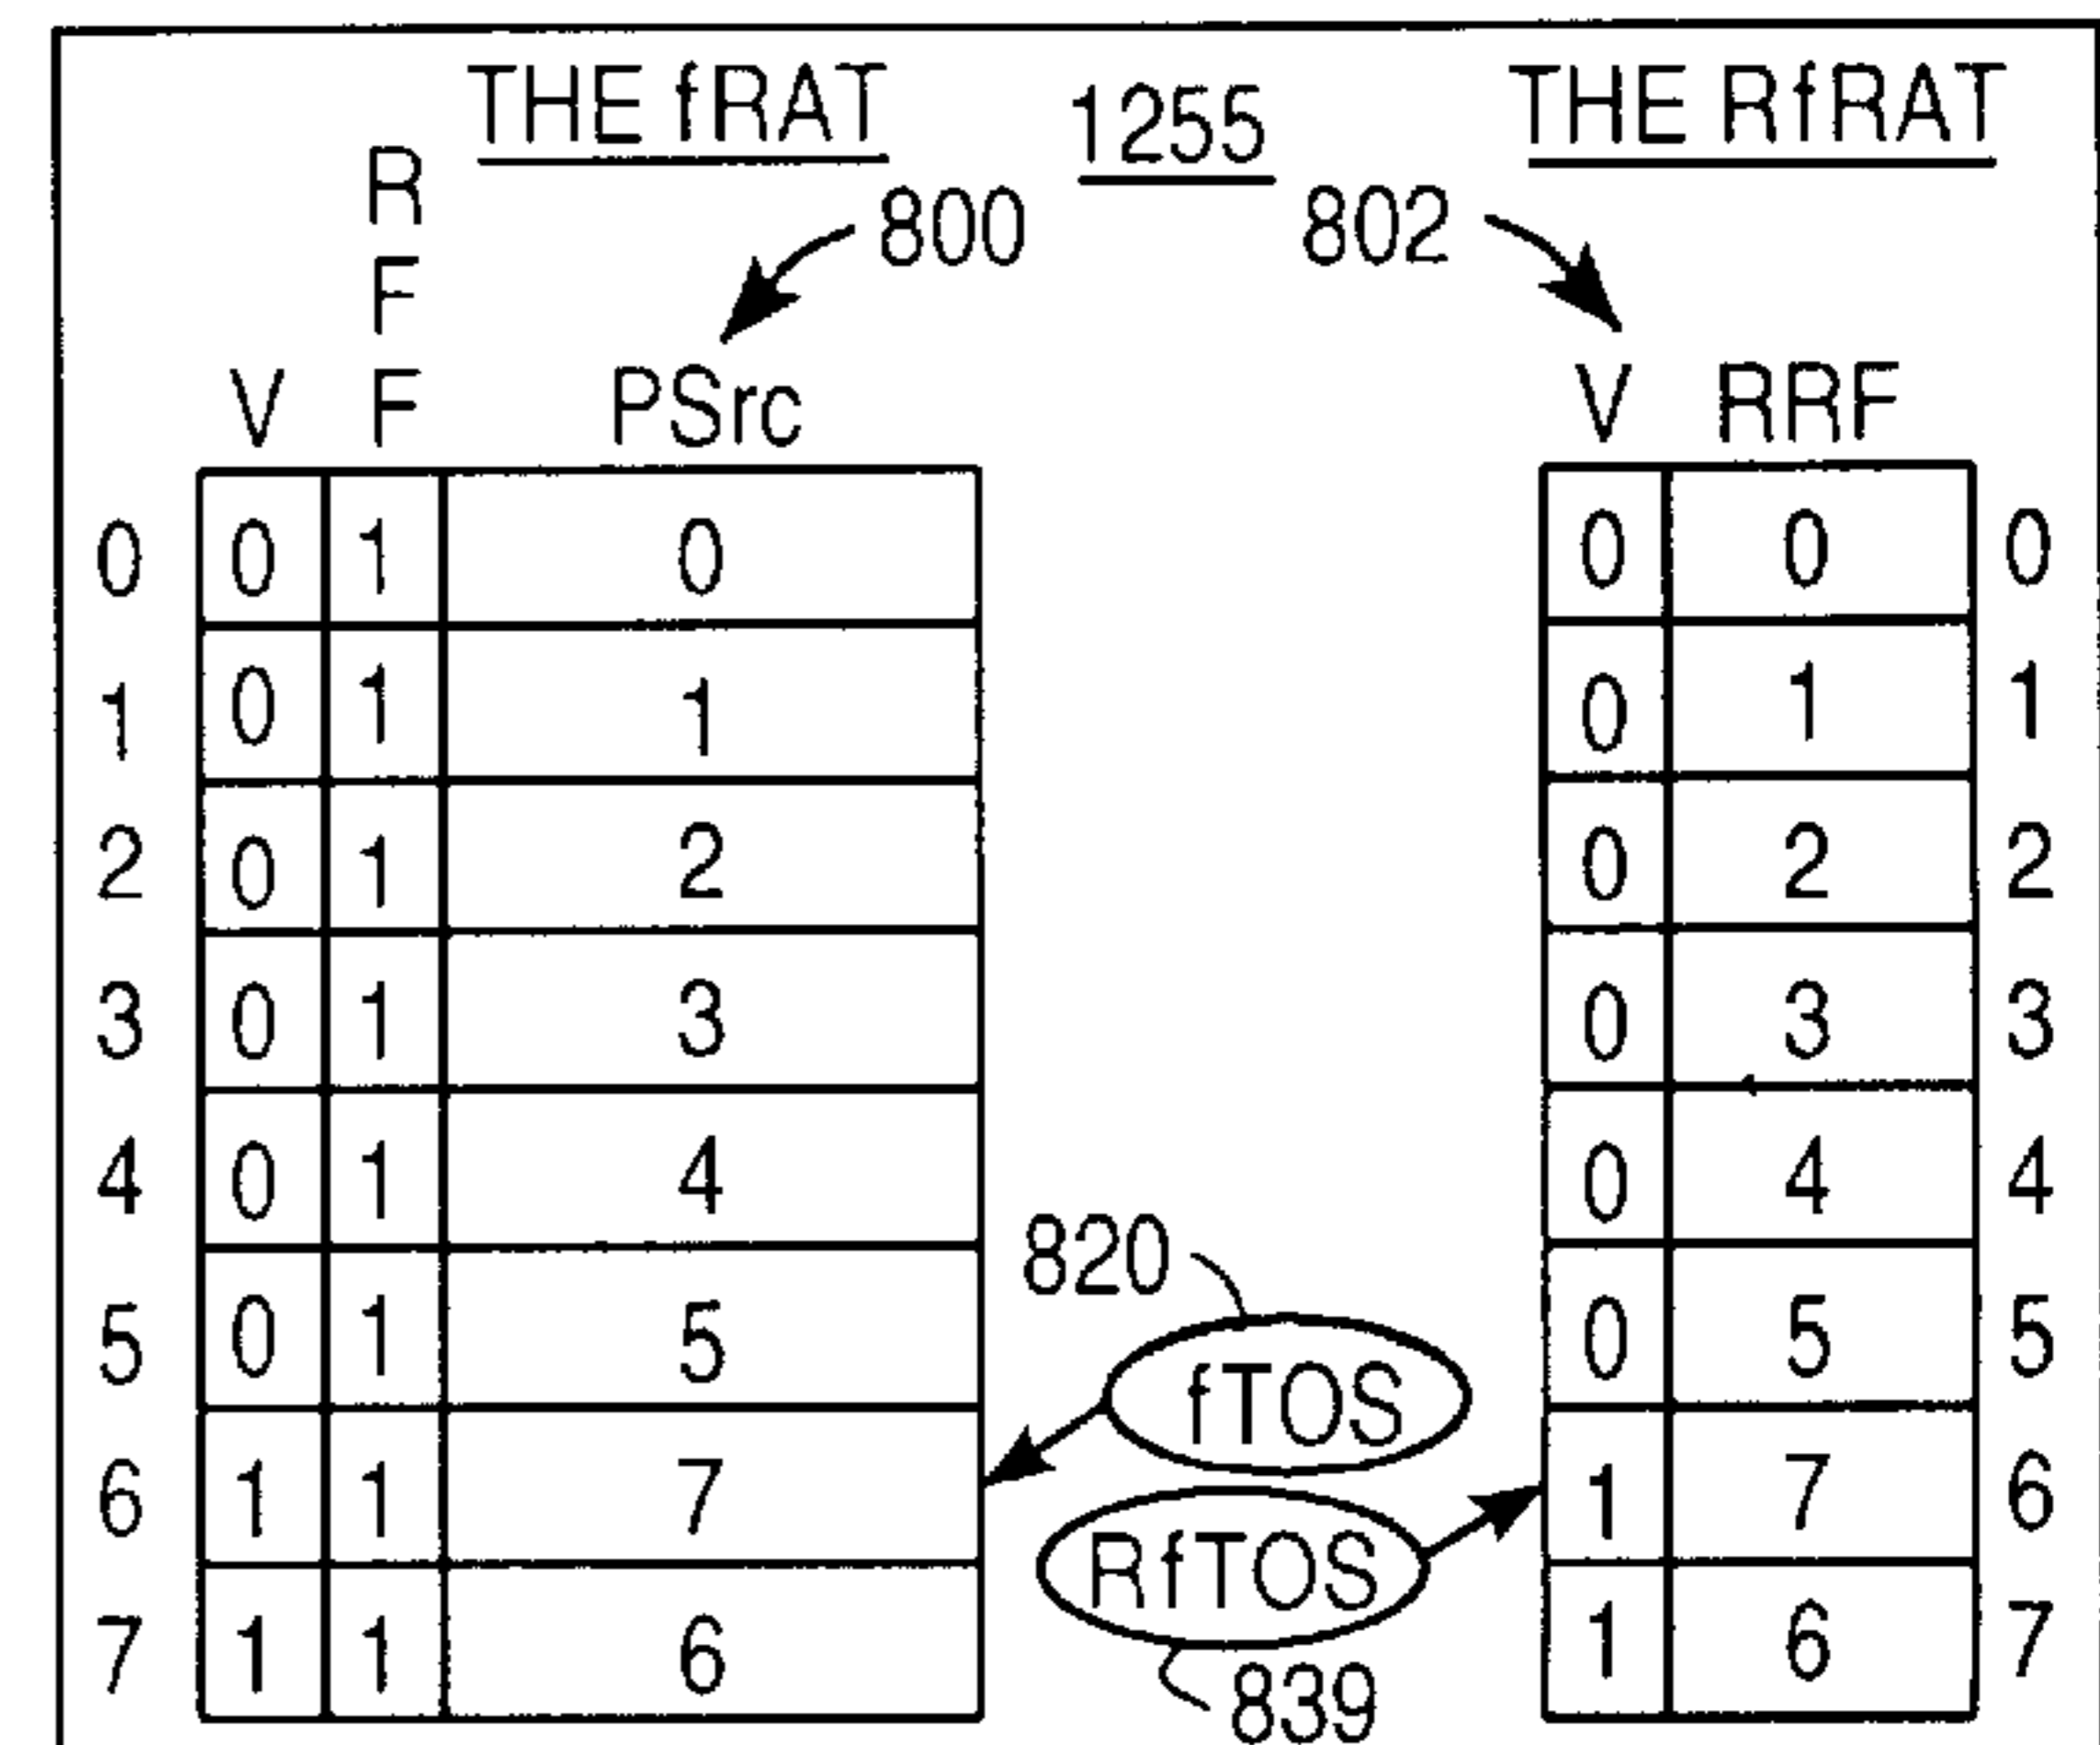 THE fRAT 1255 THE RfRAT
R
F
800 802
V F PSrc V RRF
0 0 1 0 0 0 0
1 0 1 1 0 1 1
2 0 1 2 0 2 2
3 0 1 3 0 3 3
4 0 1 4 0 4 4
820
5 0 1 5 0 5 5
fTOS
6 1 1 7 1 7 6
RfTOS
7 1 1 6 1 6 7
839